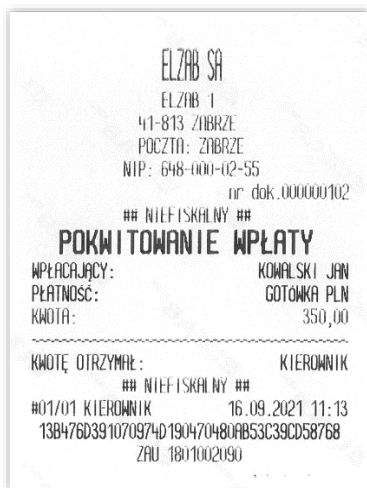 ELZAB SA
ELZAB 1
41-813 ZABRZE
POCZTA: ZABRZE
NIP: 648-000-02-55
nr dok.000000102
## NIEFISKALNY ##
POKWITOWANIE WPŁATY
WPŁACAJĄCY: KOWALSKI JAN
PŁATNOŚĆ: GOTÓWKA PLN
KWOTA: 350,00
KWOTĘ OTRZYMAŁ: KIEROWNIK
## NIEFISKALNY ##
#01/01 KIEROWNIK 16.09.2021 11:13
13B476D391070974D190470480AB53C39CD58768
ZAU 1801002090